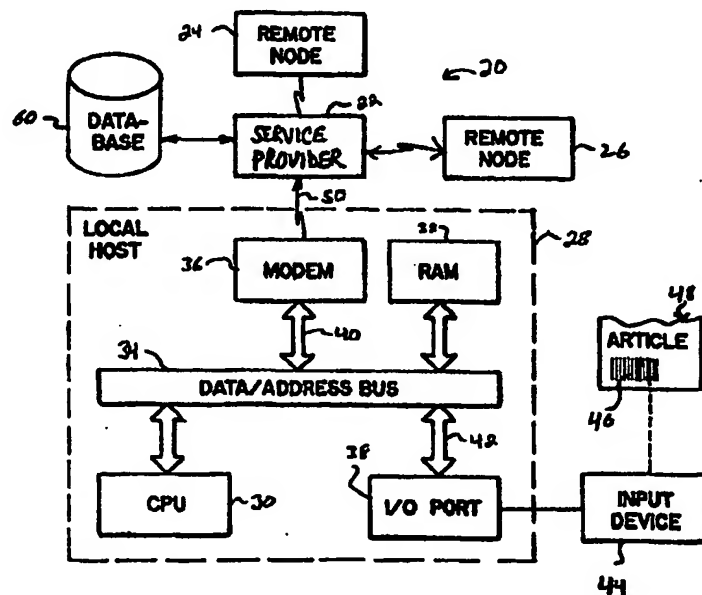 24
REMOTE
NODE
20
60
DATA-
BASE
22
SERVICE
PROVIDER
REMOTE
NODE
26
50
LOCAL
HOST
28
36
MODEM
RAM
40
48
ARTICLE
46
34
DATA/ADDRESS BUS
42
38
CPU
30
I/O PORT
INPUT
DEVICE
44